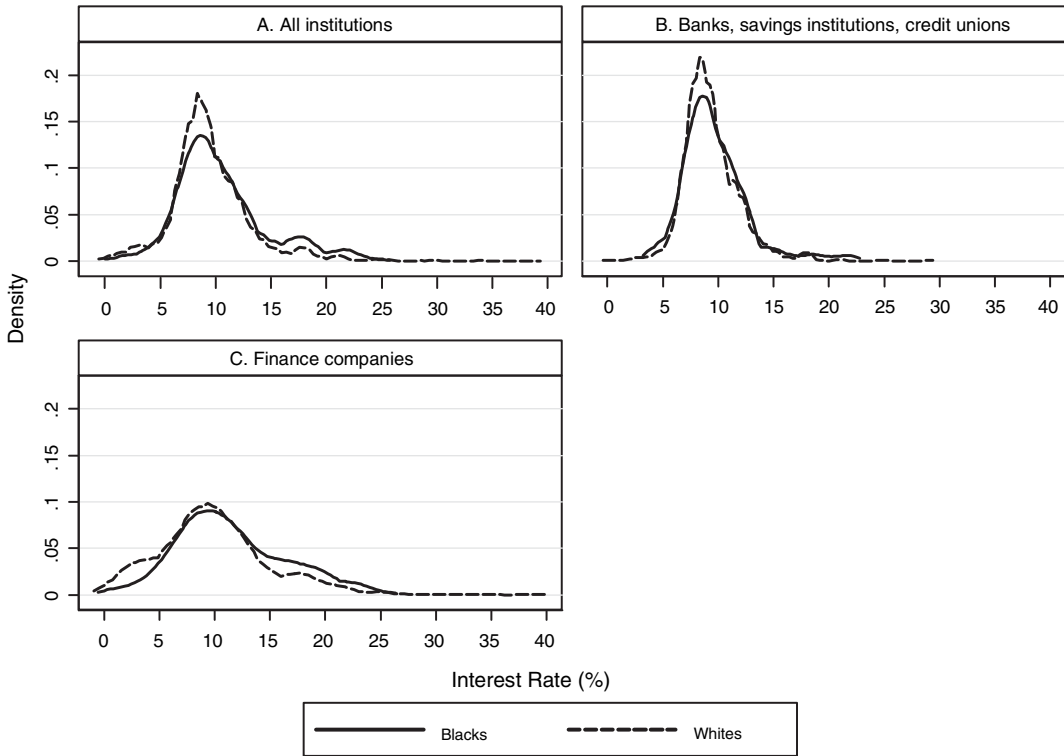 A. All institutions
B. Banks, savings institutions, credit unions
.2
.15
.1
.05
0
0 5 10 15 20 25 30 35 40
0 5 10 15 20 25 30 35 40
Density
C. Finance companies
.2
.15
.1
.05
0
0 5 10 15 20 25 30 35 40
Interest Rate (%)
Blacks Whites